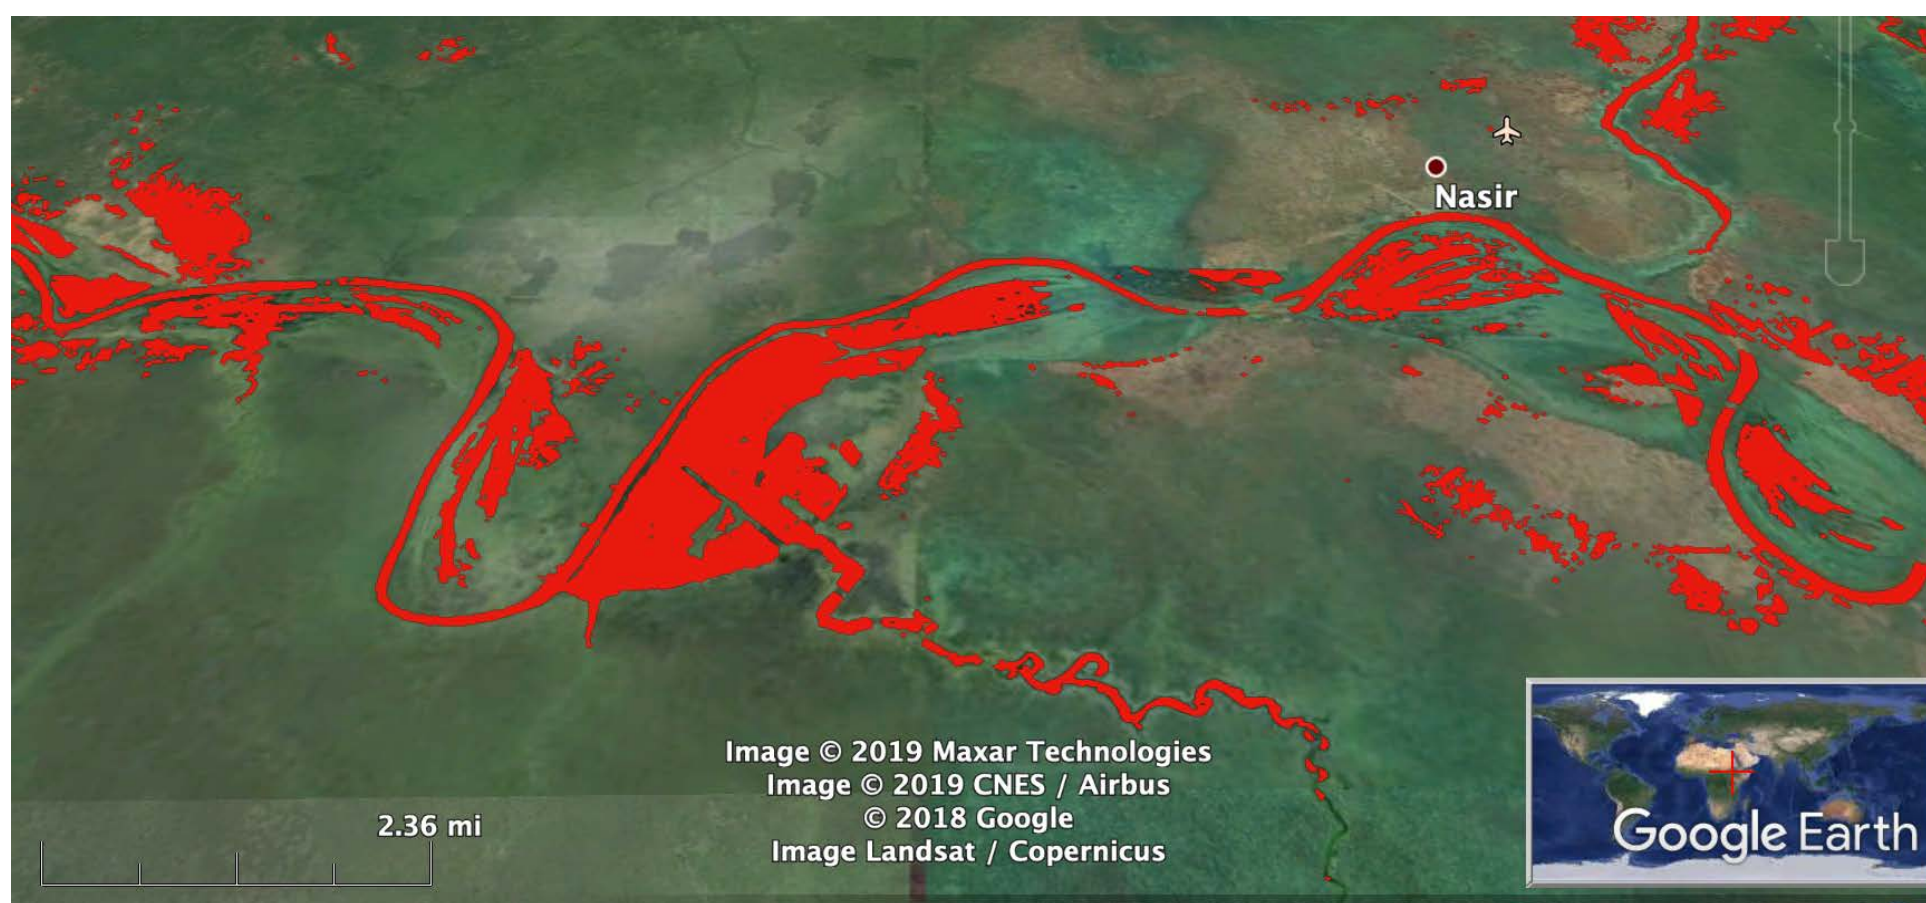 Nasir
Image © 2019 Maxar Technologies
Image © 2019 CNES / Airbus
© 2018 Google
Image Landsat / Copernicus
2.36 mi
Google Earth